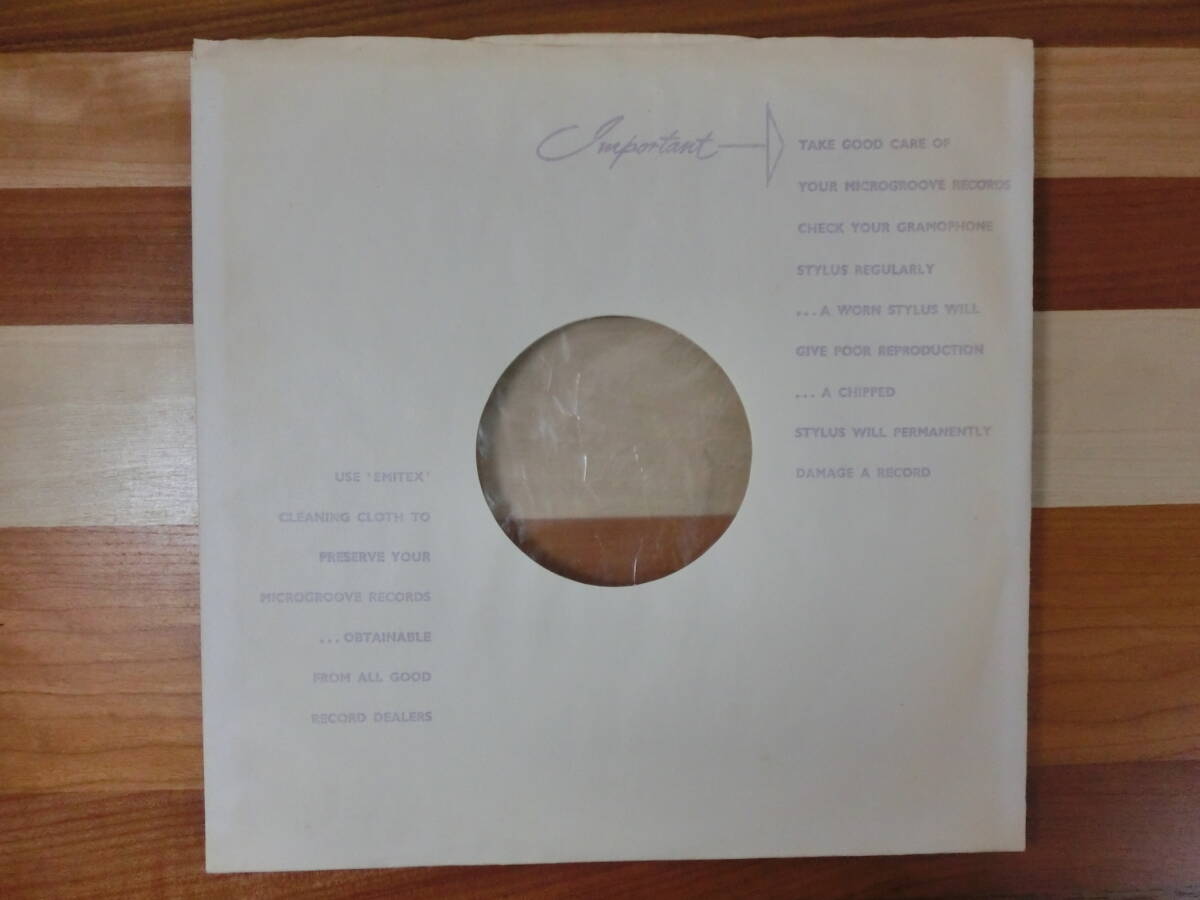 Important
TAKE GOOD CARE OF
YOUR MICROGROOVE RECORDS
CHECK YOUR GRAMOPHONE
STYLUS REGULARLY
...A WORN STYLUS WILL
GIVE POOR REPRODUCTION
... A CHIPPED
STYLUS WILL PERMANENTLY
DAMAGE A RECORD
USE 'EMITEX'
CLEANING CLOTH TO
PRESERVE YOUR
MICROGROOVE RECORDS
...OBTAINABLE
FROM ALL GOOD
RECORD DEALERS